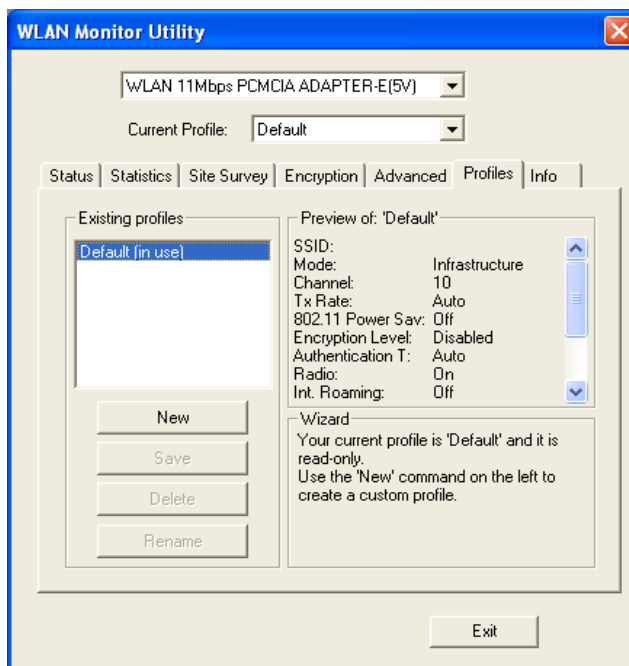 WLAN Monitor Utility
WLAN 11Mbps PCMCIA ADAPTER-E(5V)
Current Profile: Default
Status Statistics Site Survey Encryption Advanced Profiles Info
Existing profiles
Default (in use)
New
Save
Delete
Rename
Preview of: 'Default'
SSID:
Mode: Infrastructure
Channel: 10
Tx Rate: Auto
802.11 Power Sav: Off
Encryption Level: Disabled
Authentication T: Auto
Radio: On
Int. Roaming: Off
Wizard
Your current profile is 'Default' and it is
read-only.
Use the 'New' command on the left to
create a custom profile.
Exit